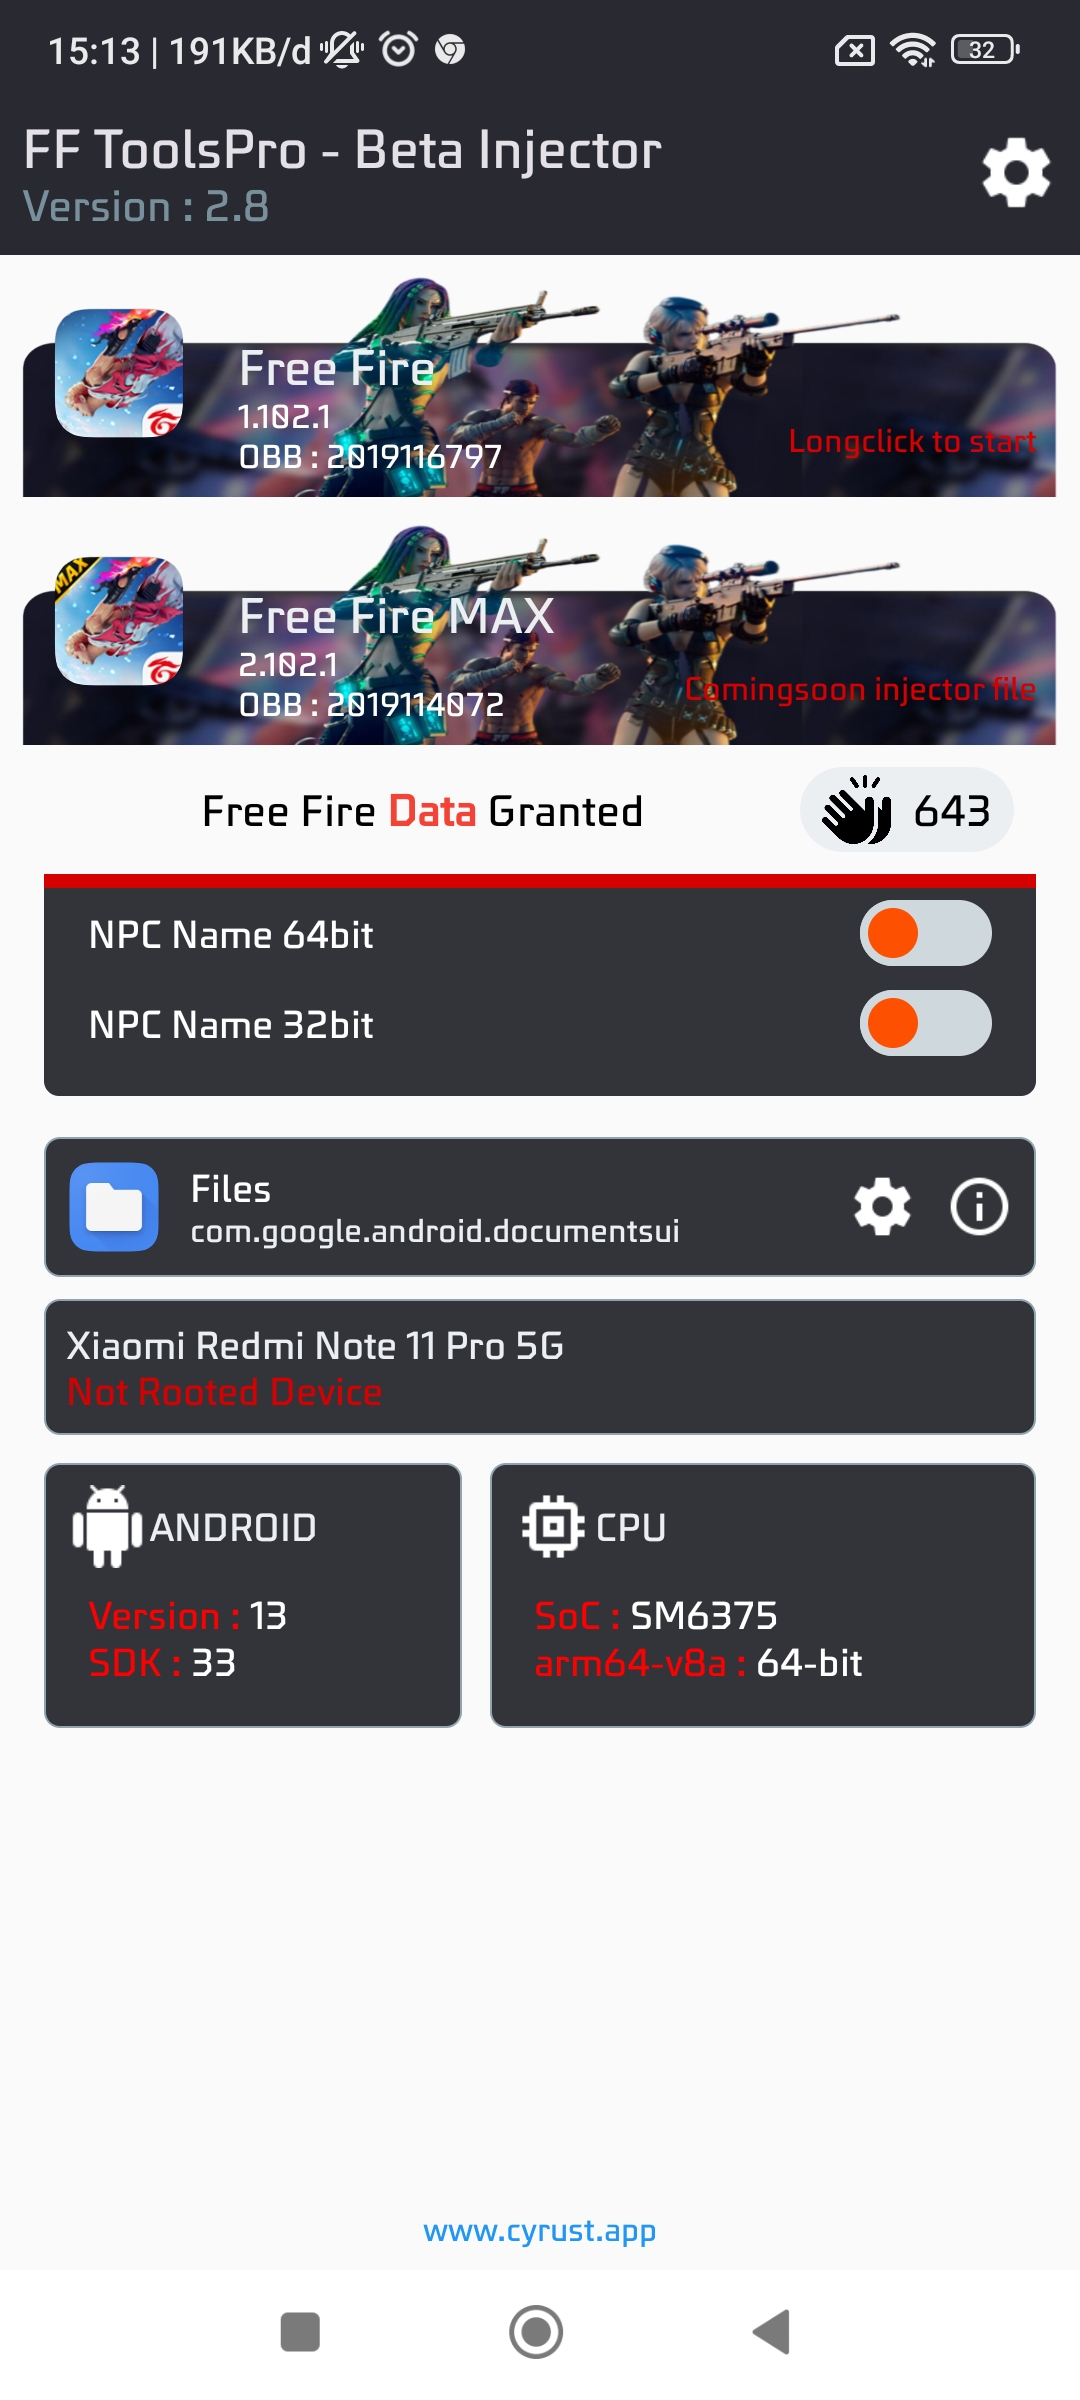 15:13 | 191KB/d
32
FF ToolsPro - Beta Injector
Version : 2.8
Free Fire
1.102.1
OBB : 2019116797
Longclick to start
MAX
Free Fire MAX
2.102.1
OBB : 2019114072
Comingsoon injector file
Free Fire Data Granted
643
NPC Name 64bit
NPC Name 32bit
Files
com.google.android.documentsui
Xiaomi Redmi Note 11 Pro 5G
Not Rooted Device
ANDROID
Version : 13
SDK : 33
CPU
SoC : SM6375
arm64-v8a : 64-bit
www.cyrust.app